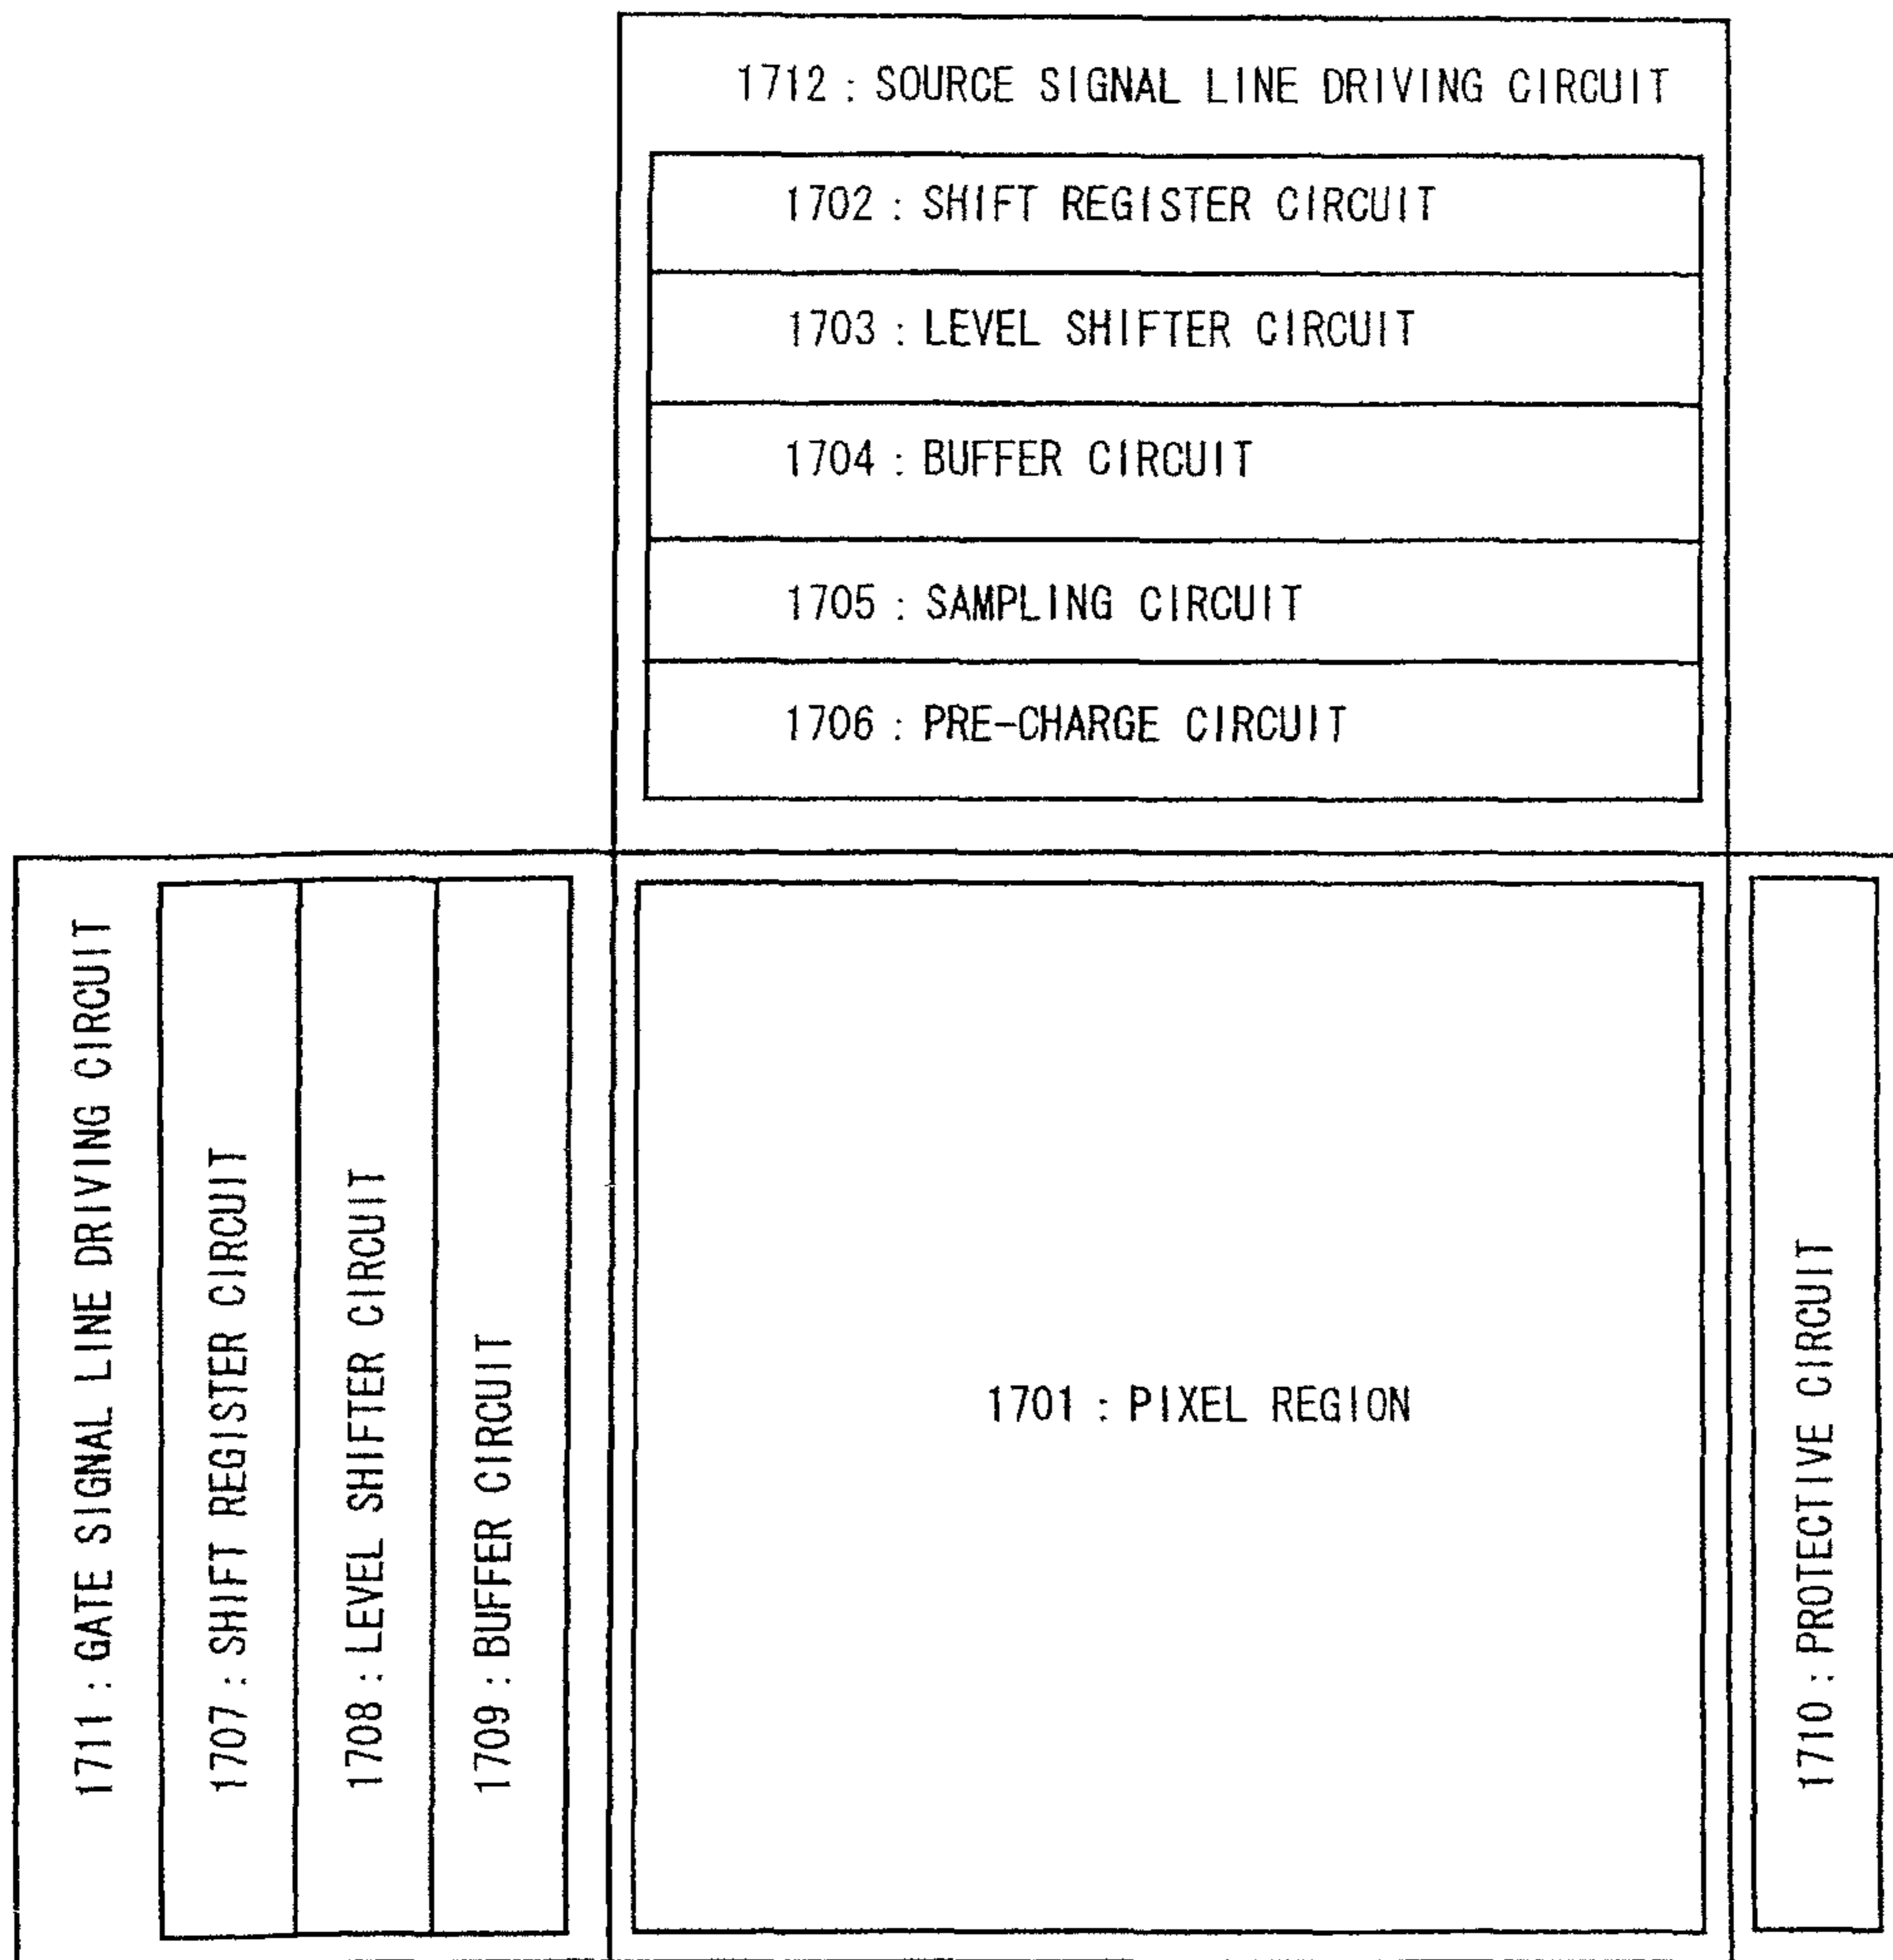 1712 : SOURCE SIGNAL LINE DRIVING CIRCUIT
1702 : SHIFT REGISTER CIRCUIT
1703 : LEVEL SHIFTER CIRCUIT
1704 : BUFFER CIRCUIT
1705 : SAMPLING CIRCUIT
1706 : PRE-CHARGE CIRCUIT
1711 : GATE SIGNAL LINE DRIVING CIRCUIT
1707 : SHIFT REGISTER CIRCUIT
1708 : LEVEL SHIFTER CIRCUIT
1709 : BUFFER CIRCUIT
1701 : PIXEL REGION
1710 : PROTECTIVE CIRCUIT